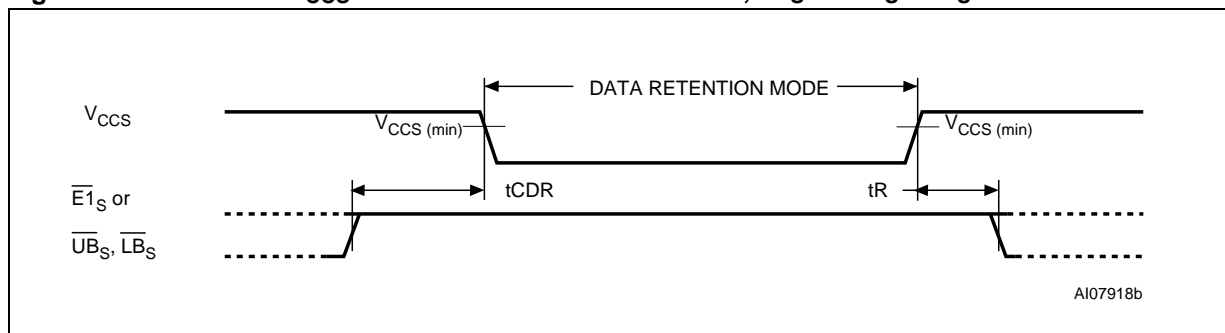 DATA RETENTION MODE
VCCS
VCCS (min)
VCCS (min)
tCDR
tR
E1S or
UBS, LBS
AI07918b